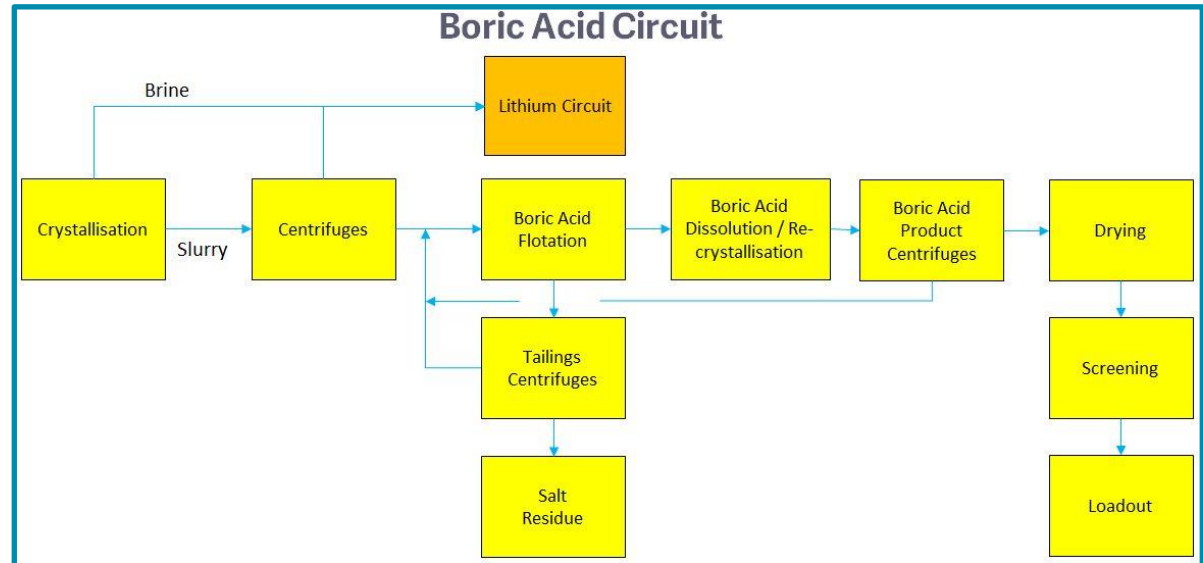 Boric Acid Circuit
Brine
Lithium Circuit
Crystallisation
Slurry
Centrifuges
Boric Acid
Flotation
Boric Acid
Dissolution / Re-
crystallisation
Boric Acid
Product
Centrifuges
Drying
Tailings
Centrifuges
Screening
Salt
Residue
Loadout